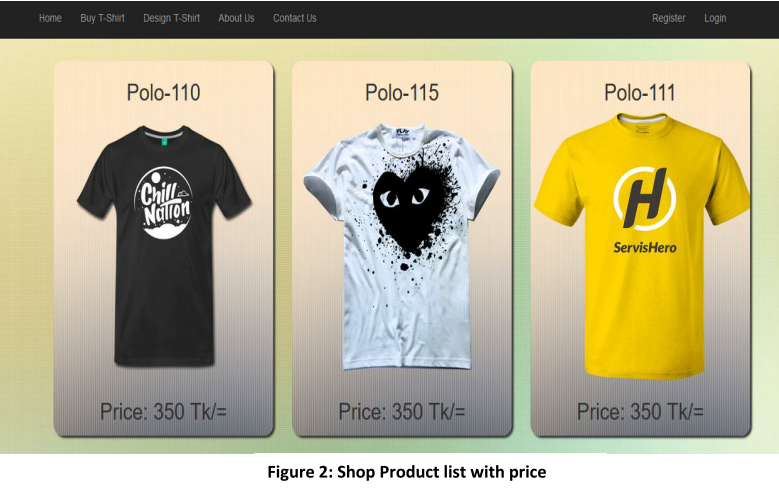 Home Buy T-Shirt Design T-Shirt About Us Contact Us Register Login
Polo-110 Polo-115 Polo-111
Chill
Nation
PLAY
H
ServisHero
Price: 350 Tk/= Price: 350 Tk/= Price: 350 Tk/=
Figure 2: Shop Product list with price